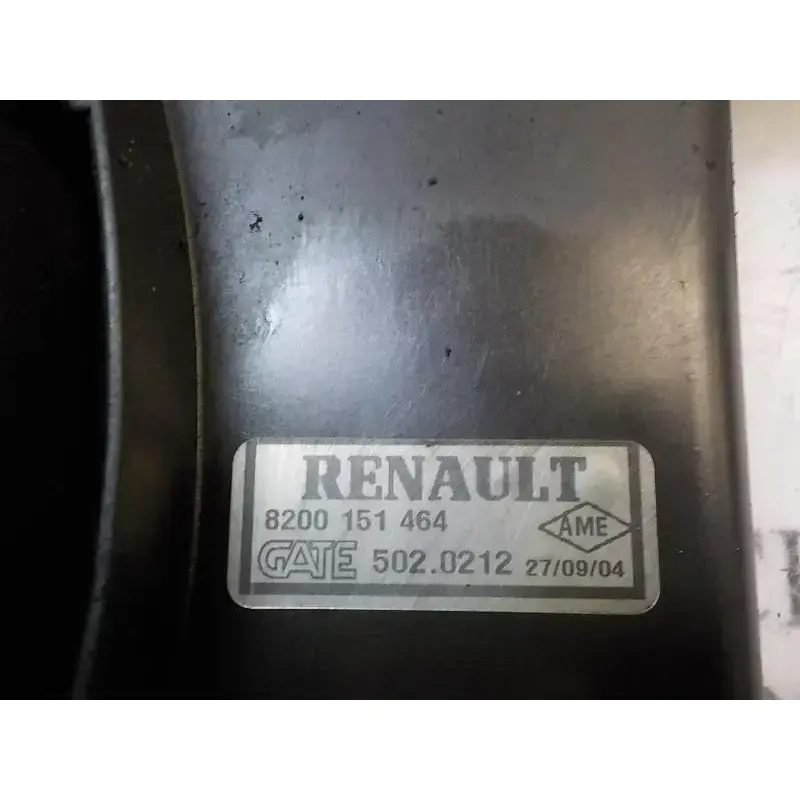 RENAULT
8200 151 464
AME
GATE 502.0212 27/09/04